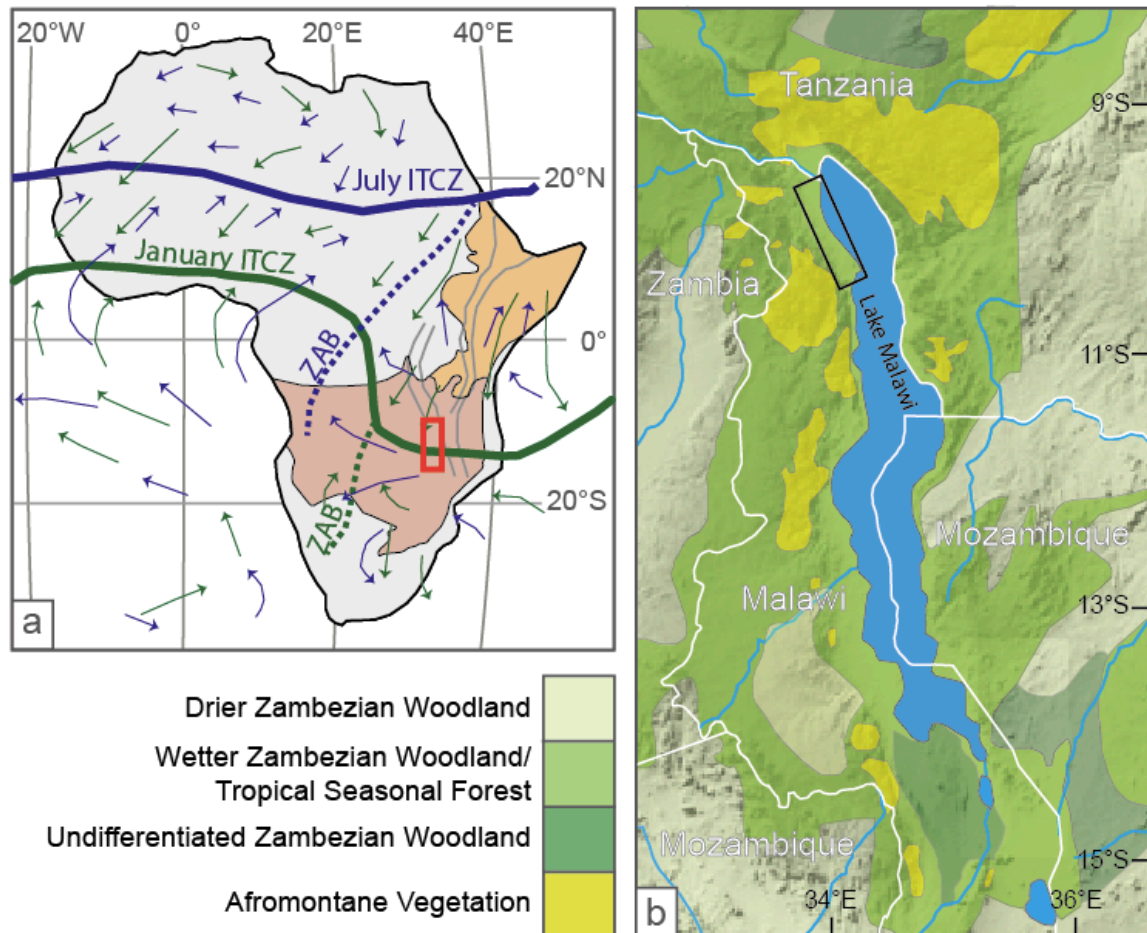 20°W
0°
20°E
40°E
July ITCZ
20°N
January ITCZ
ZAB
0°
ZAB
20°S
a
Drier Zambezian Woodland
Wetter Zambezian Woodland/
Tropical Seasonal Forest
Undifferentiated Zambezian Woodland
Afromontane Vegetation
Tanzania
9°S
Zambia
Lake Malawi
11°S
Mozambique
Malawi
13°S
Mozambique
15°S
34°E
36°E
b